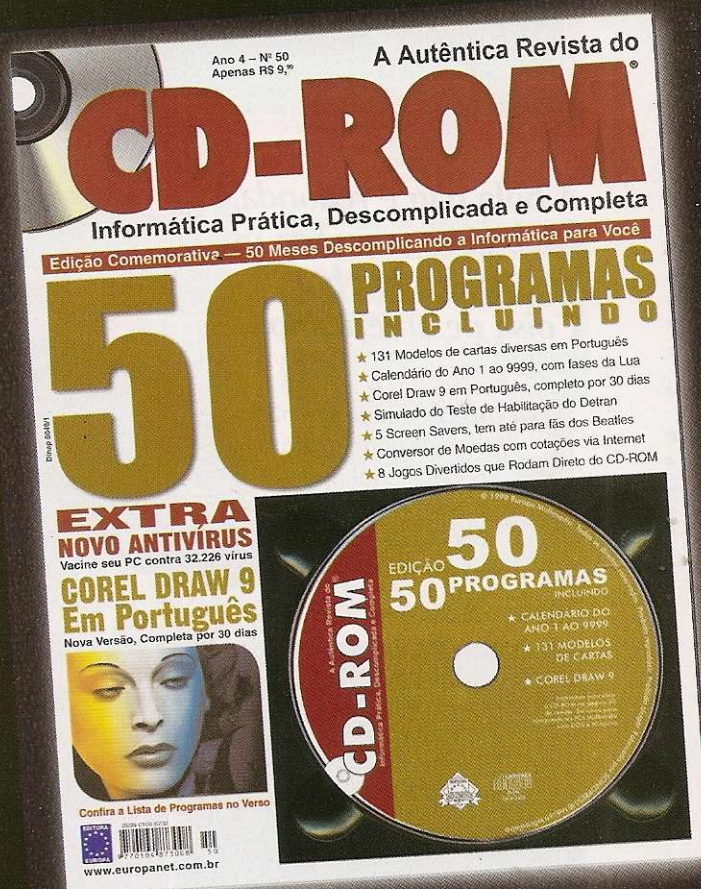 Ano 4 – Nº 50
Apenas R$ 9,⁹⁰
A Autêntica Revista do
CD-ROM®
Informática Prática, Descomplicada e Completa
Edição Comemorativa — 50 Meses Descomplicando a Informática para Você
50
PROGRAMAS
INCLUINDO
★ 131 Modelos de cartas diversas em Português
★ Calendário do Ano 1 ao 9999, com fases da Lua
★ Corel Draw 9 em Português, completo por 30 dias
★ Simulado do Teste de Habilitação do Detran
★ 5 Screen Savers, tem até para fãs dos Beatles
★ Conversor de Moedas com cotações via Internet
★ 8 Jogos Divertidos que Rodam Direto do CD-ROM
EXTRA
NOVO ANTIVÍRUS
Vacine seu PC contra 32.226 vírus
COREL DRAW 9
Em Português
Nova Versão, Completa por 30 dias
Confira a Lista de Programas no Verso
EDITORA
EUROPA
www.europanet.com.br
A Autêntica Revista do
CD-ROM
Informática Prática, Descomplicada e Completa
EDIÇÃO 50
50 PROGRAMAS
INCLUINDO
★ CALENDÁRIO DO
ANO 1 AO 9999
★ 131 MODELOS
DE CARTAS
★ COREL DRAW 9